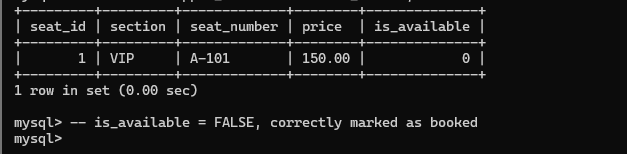 +---------+---------+-------------+--------+--------------+
| seat_id | section | seat_number | price  | is_available |
+---------+---------+-------------+--------+--------------+
|       1 | VIP     | A-101       | 150.00 |            0 |
+---------+---------+-------------+--------+--------------+
1 row in set (0.00 sec)
mysql> -- is_available = FALSE, correctly marked as booked
mysql>